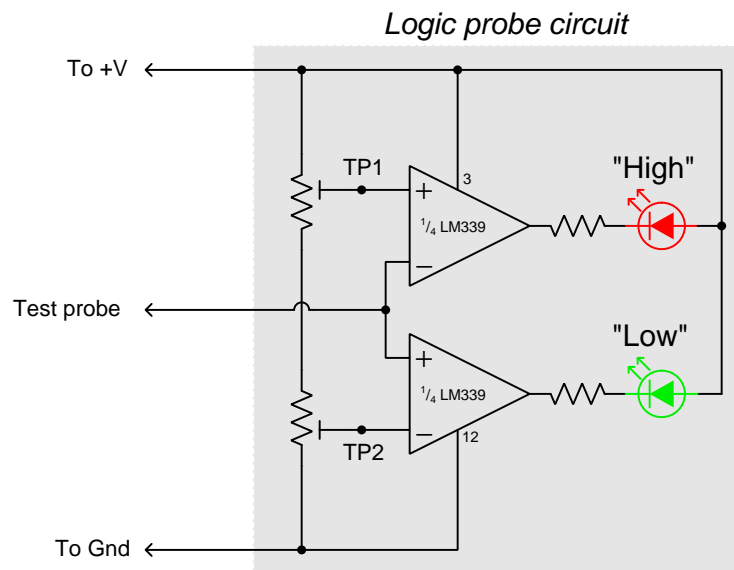 Logic probe circuit
To +V
TP1
"High"
+
3
1/4 LM339
−
Test probe
"Low"
+
1/4 LM339
−
12
TP2
To Gnd